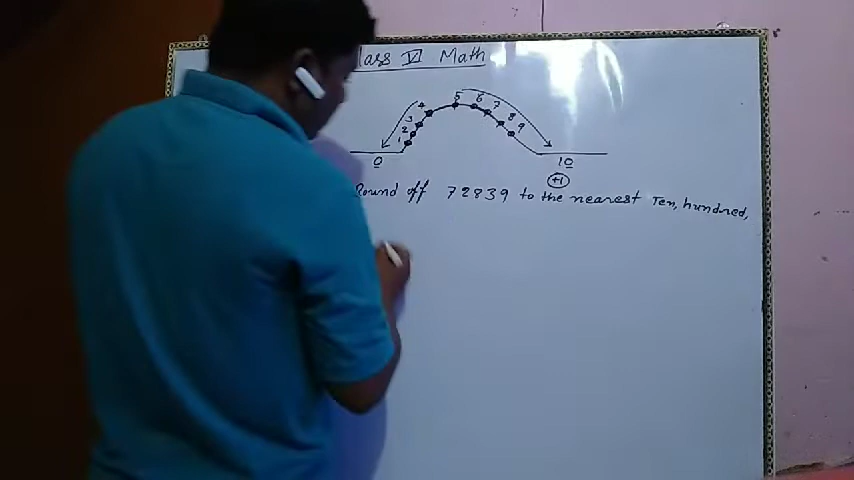 lass VI Math
1 2 3 4 5 6 7 8 9
0 10
+1
Round off 72839 to the nearest Ten, hundred,